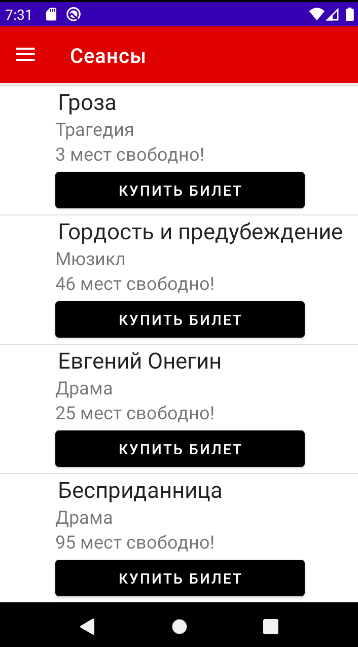 7:31
Сеансы
Гроза
Трагедия
3 мест свободно!
КУПИТЬ БИЛЕТ
Гордость и предубеждение
Мюзикл
46 мест свободно!
КУПИТЬ БИЛЕТ
Евгений Онегин
Драма
25 мест свободно!
КУПИТЬ БИЛЕТ
Бесприданница
Драма
95 мест свободно!
КУПИТЬ БИЛЕТ